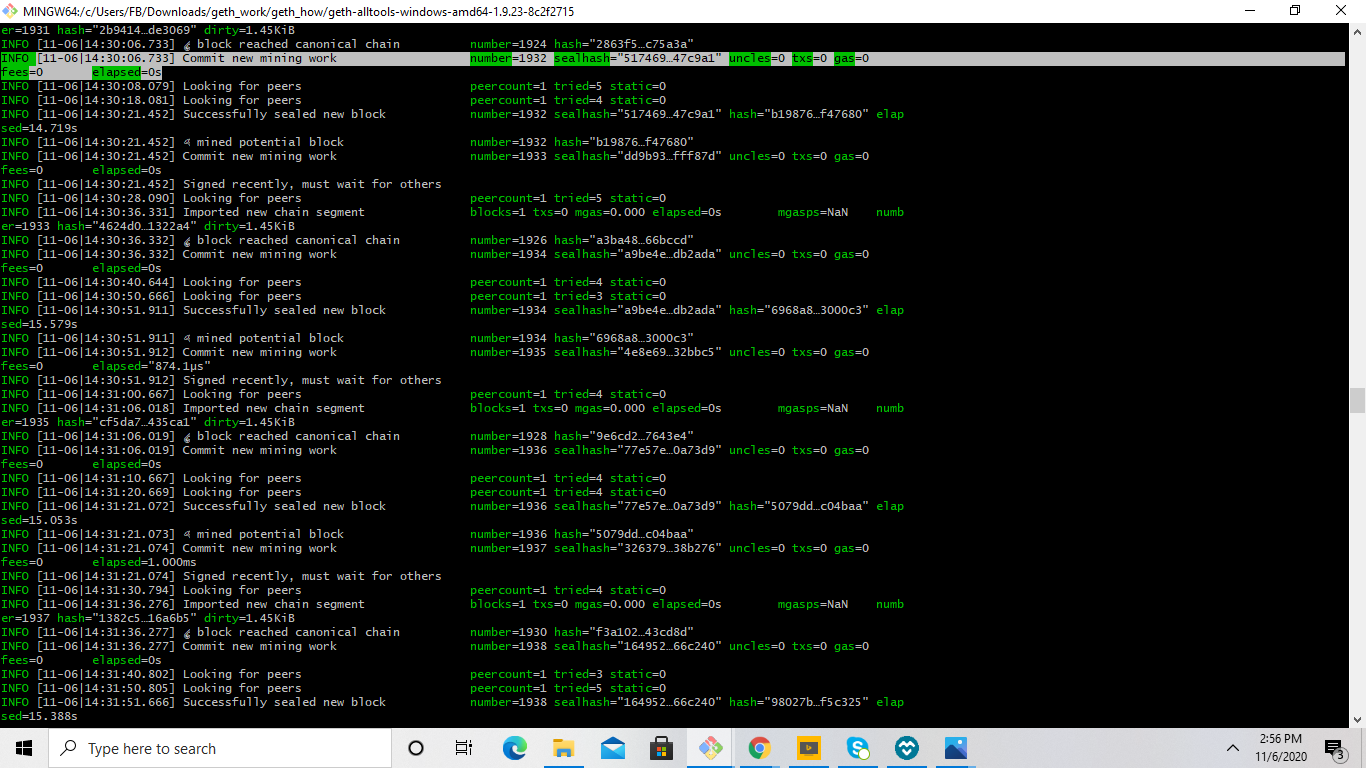 MINGW64:/c/Users/FB/Downloads/geth_work/geth_how/geth-alltools-windows-amd64-1.9.23-8c2f2715
er=1931 hash="2b9414…de3069" dirty=1.45KiB
INFO [11-06|14:30:06.733] 🔗 block reached canonical chain number=1924 hash="2863f5…c75a3a"
INFO [11-06|14:30:06.733] Commit new mining work number=1932 sealhash="517469…47c9a1" uncles=0 txs=0 gas=0
fees=0 elapsed=0s
INFO [11-06|14:30:08.079] Looking for peers peercount=1 tried=5 static=0
INFO [11-06|14:30:18.081] Looking for peers peercount=1 tried=4 static=0
INFO [11-06|14:30:21.452] Successfully sealed new block number=1932 sealhash="517469…47c9a1" hash="b19876…f47680" elap
sed=14.719s
INFO [11-06|14:30:21.452] 🔨 mined potential block number=1932 hash="b19876…f47680"
INFO [11-06|14:30:21.452] Commit new mining work number=1933 sealhash="dd9b93…fff87d" uncles=0 txs=0 gas=0
fees=0 elapsed=0s
INFO [11-06|14:30:21.452] Signed recently, must wait for others
INFO [11-06|14:30:28.090] Looking for peers peercount=1 tried=5 static=0
INFO [11-06|14:30:36.331] Imported new chain segment blocks=1 txs=0 mgas=0.000 elapsed=0s mgasps=NaN numb
er=1933 hash="4624d0…1322a4" dirty=1.45KiB
INFO [11-06|14:30:36.332] 🔗 block reached canonical chain number=1926 hash="a3ba48…66bccd"
INFO [11-06|14:30:36.332] Commit new mining work number=1934 sealhash="a9be4e…db2ada" uncles=0 txs=0 gas=0
fees=0 elapsed=0s
INFO [11-06|14:30:40.644] Looking for peers peercount=1 tried=4 static=0
INFO [11-06|14:30:50.666] Looking for peers peercount=1 tried=3 static=0
INFO [11-06|14:30:51.911] Successfully sealed new block number=1934 sealhash="a9be4e…db2ada" hash="6968a8…3000c3" elap
sed=15.579s
INFO [11-06|14:30:51.911] 🔨 mined potential block number=1934 hash="6968a8…3000c3"
INFO [11-06|14:30:51.912] Commit new mining work number=1935 sealhash="4e8e69…32bbc5" uncles=0 txs=0 gas=0
fees=0 elapsed="874.1µs"
INFO [11-06|14:30:51.912] Signed recently, must wait for others
INFO [11-06|14:31:00.667] Looking for peers peercount=1 tried=4 static=0
INFO [11-06|14:31:06.018] Imported new chain segment blocks=1 txs=0 mgas=0.000 elapsed=0s mgasps=NaN numb
er=1935 hash="cf5da7…435ca1" dirty=1.45KiB
INFO [11-06|14:31:06.019] 🔗 block reached canonical chain number=1928 hash="9e6cd2…7643e4"
INFO [11-06|14:31:06.019] Commit new mining work number=1936 sealhash="77e57e…0a73d9" uncles=0 txs=0 gas=0
fees=0 elapsed=0s
INFO [11-06|14:31:10.667] Looking for peers peercount=1 tried=4 static=0
INFO [11-06|14:31:20.669] Looking for peers peercount=1 tried=4 static=0
INFO [11-06|14:31:21.072] Successfully sealed new block number=1936 sealhash="77e57e…0a73d9" hash="5079dd…c04baa" elap
sed=15.053s
INFO [11-06|14:31:21.073] 🔨 mined potential block number=1936 hash="5079dd…c04baa"
INFO [11-06|14:31:21.074] Commit new mining work number=1937 sealhash="326379…38b276" uncles=0 txs=0 gas=0
fees=0 elapsed=1.000ms
INFO [11-06|14:31:21.074] Signed recently, must wait for others
INFO [11-06|14:31:30.794] Looking for peers peercount=1 tried=4 static=0
INFO [11-06|14:31:36.276] Imported new chain segment blocks=1 txs=0 mgas=0.000 elapsed=0s mgasps=NaN numb
er=1937 hash="1382c5…16a6b5" dirty=1.45KiB
INFO [11-06|14:31:36.277] 🔗 block reached canonical chain number=1930 hash="f3a102…43cd8d"
INFO [11-06|14:31:36.277] Commit new mining work number=1938 sealhash="164952…66c240" uncles=0 txs=0 gas=0
fees=0 elapsed=0s
INFO [11-06|14:31:40.802] Looking for peers peercount=1 tried=3 static=0
INFO [11-06|14:31:50.805] Looking for peers peercount=1 tried=5 static=0
INFO [11-06|14:31:51.666] Successfully sealed new block number=1938 sealhash="164952…66c240" hash="98027b…f5c325" elap
sed=15.388s
Type here to search
2:56 PM
11/6/2020
3